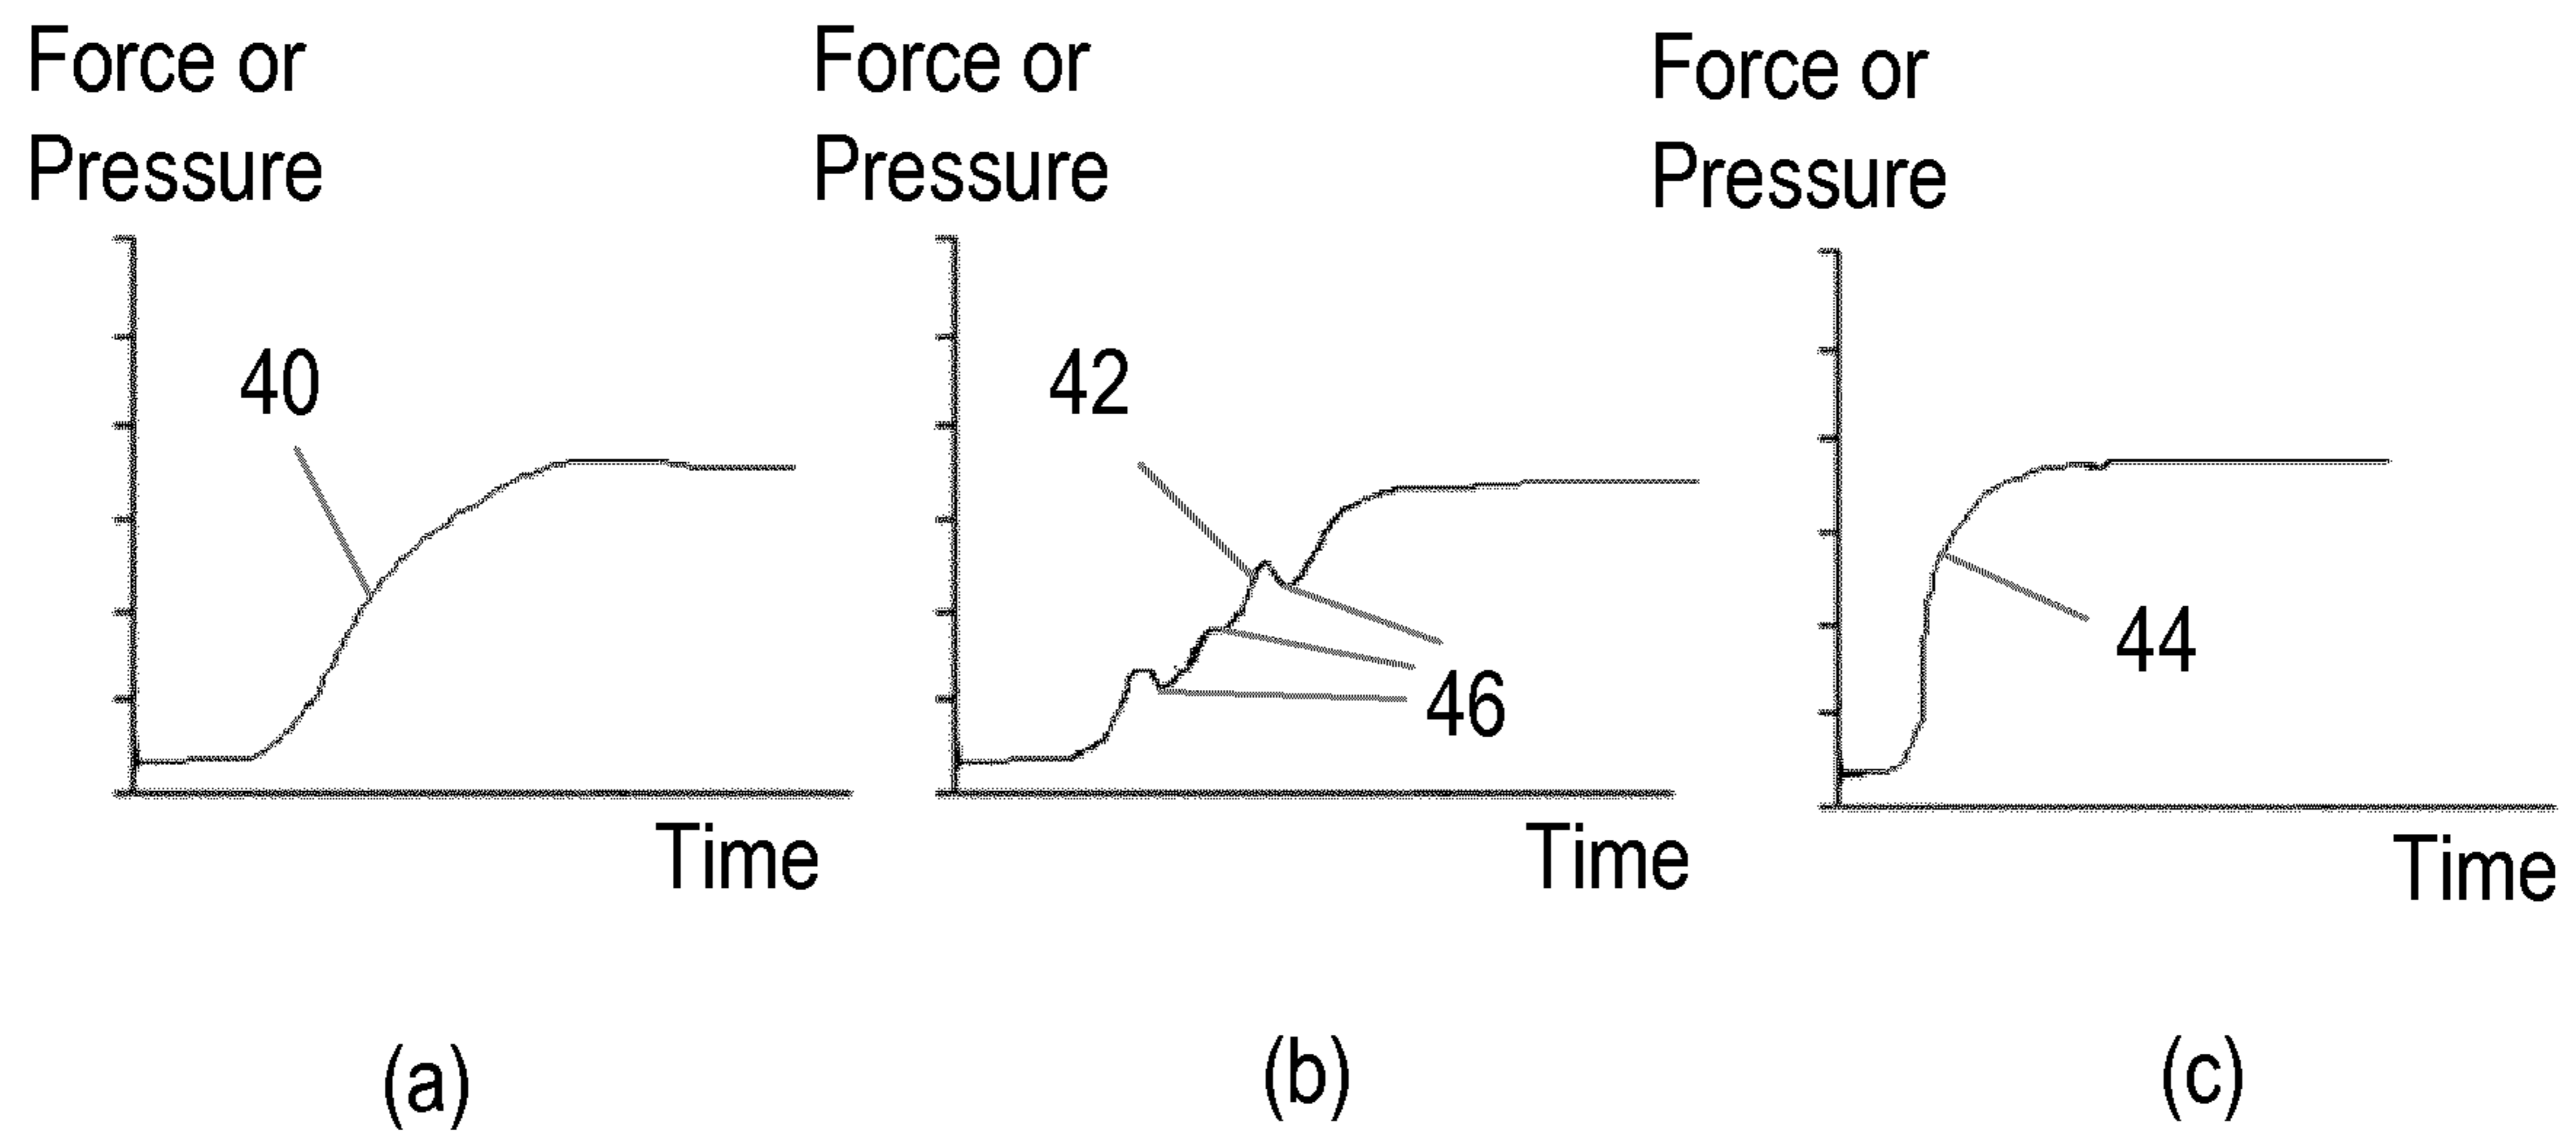 Force or
Pressure
40
Time
(a)
Force or
Pressure
42
46
Time
(b)
Force or
Pressure
44
Time
(c)